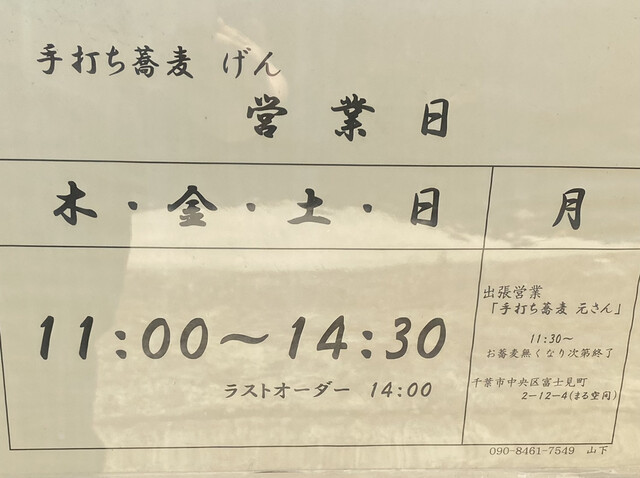 手打ち蕎麦 げん
営業日
木・金・土・日
月
11:00～14:30
ラストオーダー 14:00
出張営業
「手打ち蕎麦 元さん」
11:30～
お蕎麦無くなり次第終了
千葉市中央区富士見町
2-12-4(まる空間)
090-8461-7549 山下